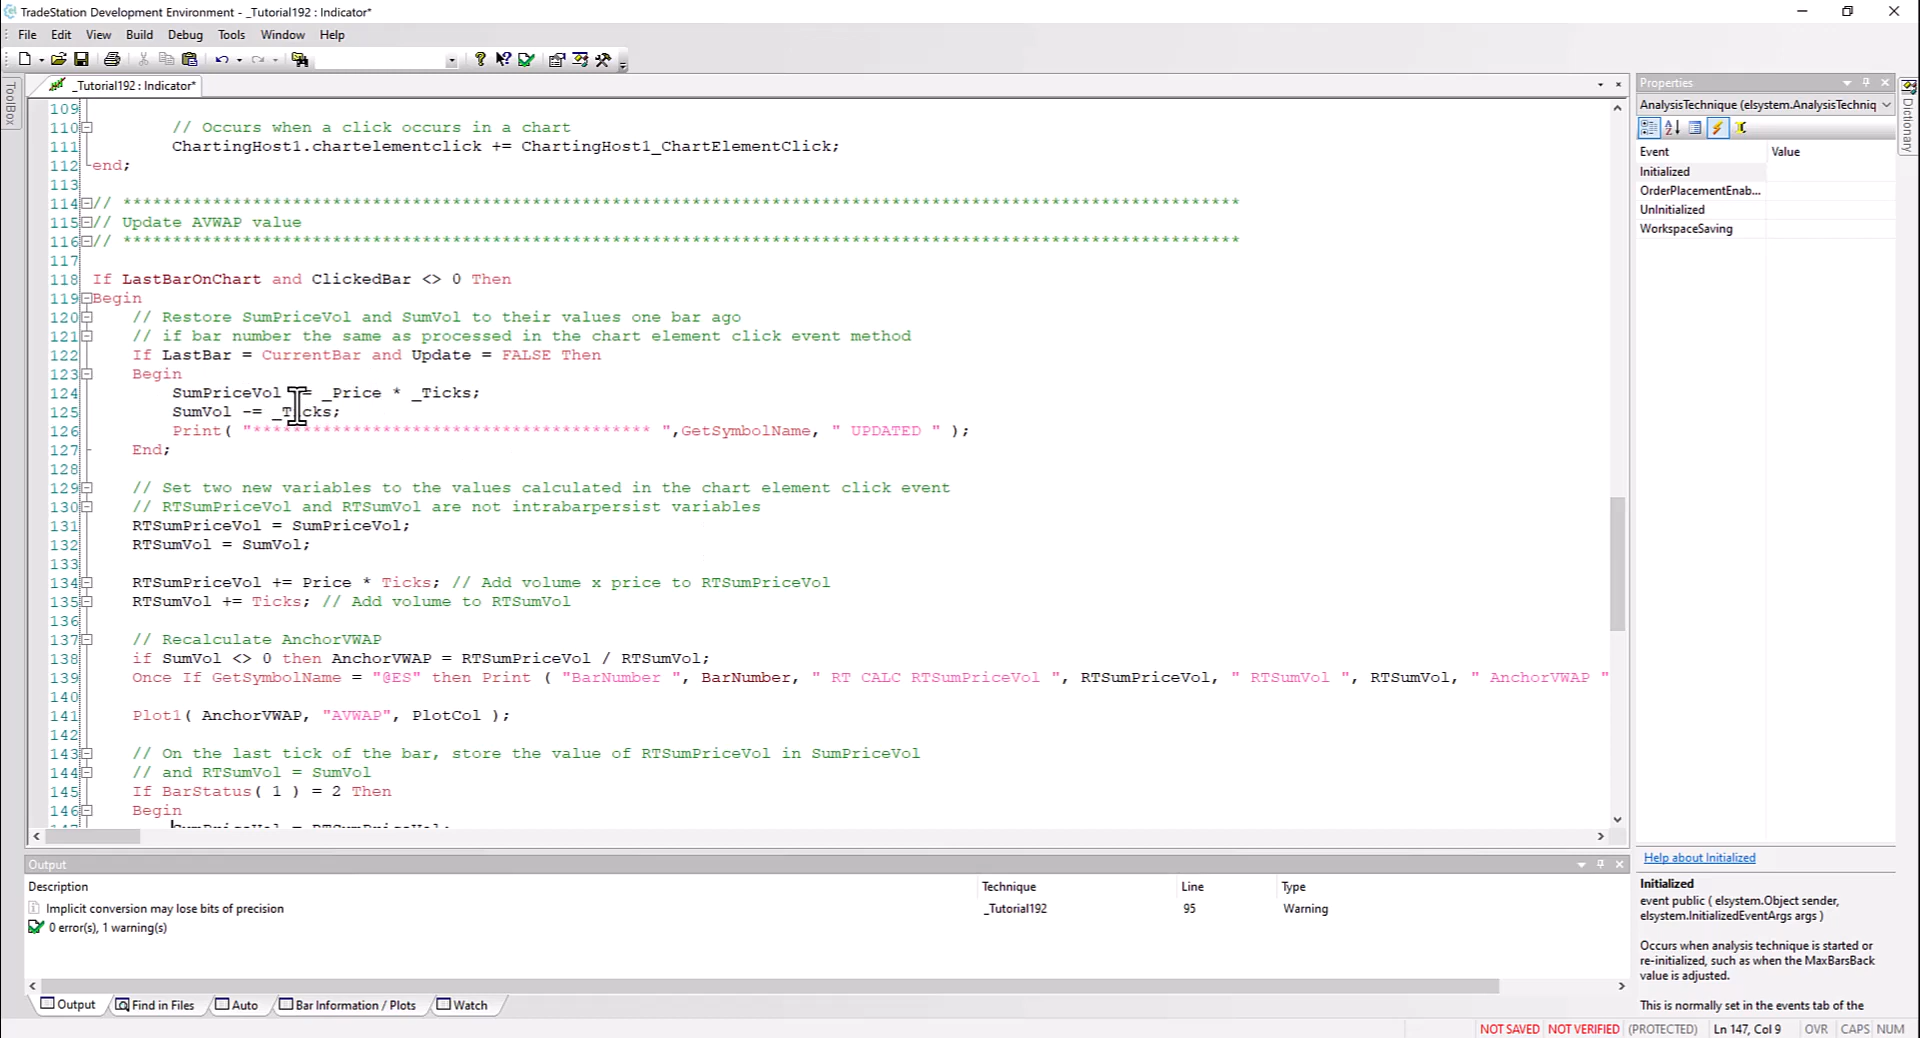 TradeStation Development Environment - _Tutorial192 : Indicator*
File Edit View Build Debug Tools Window Help
ToolBox
_Tutorial192 : Indicator*
109
110 // Occurs when a click occurs in a chart
111 ChartingHost1.chartelementclick += ChartingHost1_ChartElementClick;
112 end;
113
114 // ****************************************************************************************************************
115 // Update AVWAP value
116 // ****************************************************************************************************************
117
118 If LastBarOnChart and ClickedBar <> 0 Then
119 Begin
120 // Restore SumPriceVol and SumVol to their values one bar ago
121 // if bar number the same as processed in the chart element click event method
122 If LastBar = CurrentBar and Update = FALSE Then
123 Begin
124 SumPriceVol = _Price * _Ticks;
125 SumVol -= _Ticks;
126 Print( "**************************************** ",GetSymbolName, " UPDATED " );
127 End;
128
129 // Set two new variables to the values calculated in the chart element click event
130 // RTSumPriceVol and RTSumVol are not intrabarpersist variables
131 RTSumPriceVol = SumPriceVol;
132 RTSumVol = SumVol;
133
134 RTSumPriceVol += Price * Ticks; // Add volume x price to RTSumPriceVol
135 RTSumVol += Ticks; // Add volume to RTSumVol
136
137 // Recalculate AnchorVWAP
138 if SumVol <> 0 then AnchorVWAP = RTSumPriceVol / RTSumVol;
139 Once If GetSymbolName = "@ES" then Print ( "BarNumber ", BarNumber, " RT CALC RTSumPriceVol ", RTSumPriceVol, " RTSumVol ", RTSumVol, " AnchorVWAP "
140
141 Plot1( AnchorVWAP, "AVWAP", PlotCol );
142
143 // On the last tick of the bar, store the value of RTSumPriceVol in SumPriceVol
144 // and RTSumVol = SumVol
145 If BarStatus( 1 ) = 2 Then
146 Begin
147 SumPriceVol = RTSumPriceVol;
Properties
AnalysisTechnique (elsystem.AnalysisTechniq
Event Value
Initialized
OrderPlacementEnab...
UnInitialized
WorkspaceSaving
Dictionary
Help about Initialized
Initialized
event public ( elsystem.Object sender,
elsystem.InitializedEventArgs args )
Occurs when analysis technique is started or
re-initialized, such as when the MaxBarsBack
value is adjusted.
This is normally set in the events tab of the
Output
Description Technique Line Type
Implicit conversion may lose bits of precision _Tutorial192 95 Warning
0 error(s), 1 warning(s)
Output Find in Files Auto Bar Information / Plots Watch
NOT SAVED NOT VERIFIED (PROTECTED) Ln 147, Col 9 OVR CAPS NUM